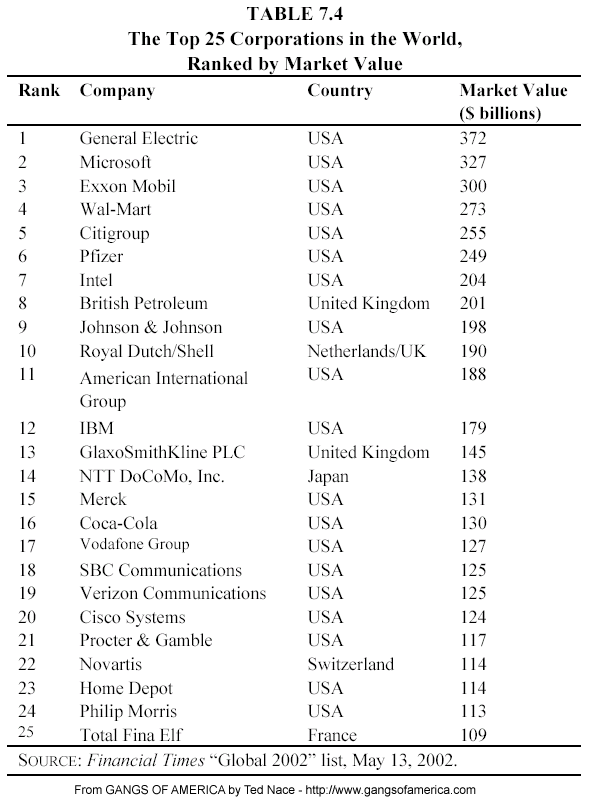 TABLE 7.4
The Top 25 Corporations in the World,
Ranked by Market Value
Rank Company Country Market Value
($ billions)
1 General Electric USA 372
2 Microsoft USA 327
3 Exxon Mobil USA 300
4 Wal-Mart USA 273
5 Citigroup USA 255
6 Pfizer USA 249
7 Intel USA 204
8 British Petroleum United Kingdom 201
9 Johnson & Johnson USA 198
10 Royal Dutch/Shell Netherlands/UK 190
11 American International USA 188
Group
12 IBM USA 179
13 GlaxoSmithKline PLC United Kingdom 145
14 NTT DoCoMo, Inc. Japan 138
15 Merck USA 131
16 Coca-Cola USA 130
17 Vodafone Group USA 127
18 SBC Communications USA 125
19 Verizon Communications USA 125
20 Cisco Systems USA 124
21 Procter & Gamble USA 117
22 Novartis Switzerland 114
23 Home Depot USA 114
24 Philip Morris USA 113
25 Total Fina Elf France 109
SOURCE: Financial Times “Global 2002” list, May 13, 2002.
From GANGS OF AMERICA by Ted Nace - http://www.gangsofamerica.com